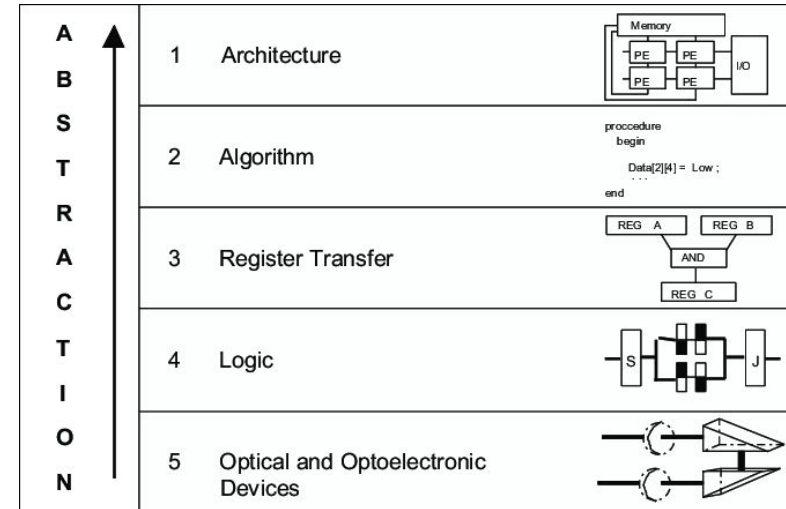 A
B
S
T
R
A
C
T
I
O
N
1 Architecture
Memory
PE PE
I/O
PE PE
2 Algorithm
proccedure
begin
Data[2][4] = Low ;
. . .
end
3 Register Transfer
REG A REG B
AND
REG C
4 Logic
S J
5 Optical and Optoelectronic
Devices